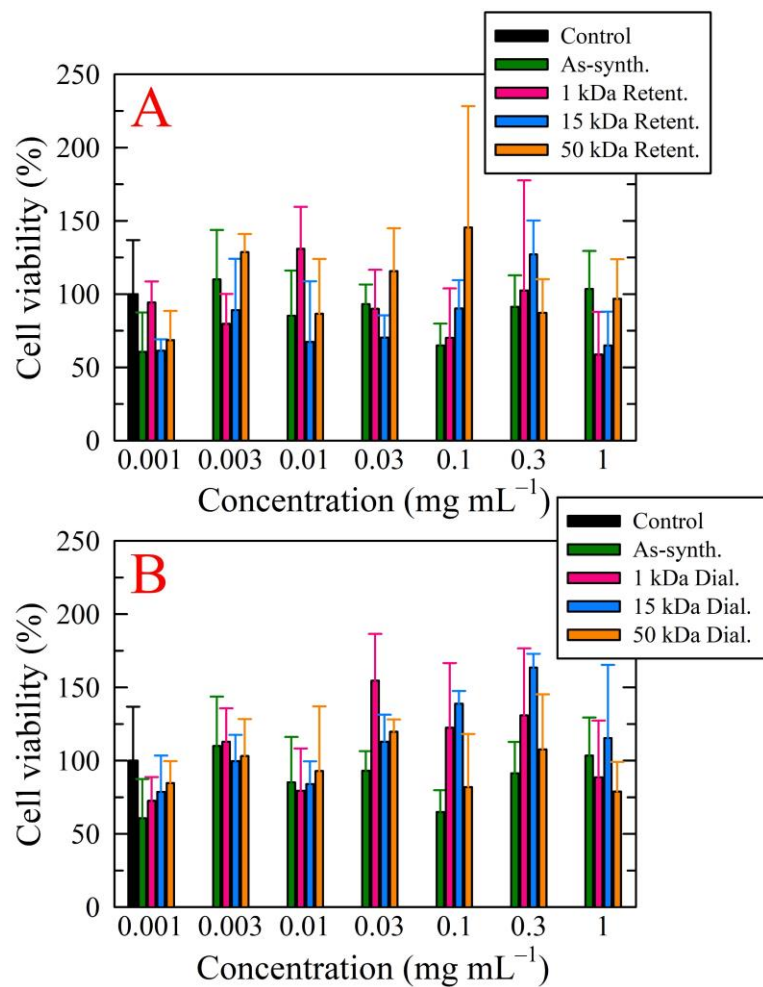 Control
As-synth.
1 kDa Retent.
15 kDa Retent.
50 kDa Retent.
A
250
200
150
100
50
0
Cell viability (%)
0.001 0.003 0.01 0.03 0.1 0.3 1
Concentration (mg mL⁻¹)
Control
As-synth.
1 kDa Dial.
15 kDa Dial.
50 kDa Dial.
B
250
200
150
100
50
0
Cell viability (%)
0.001 0.003 0.01 0.03 0.1 0.3 1
Concentration (mg mL⁻¹)